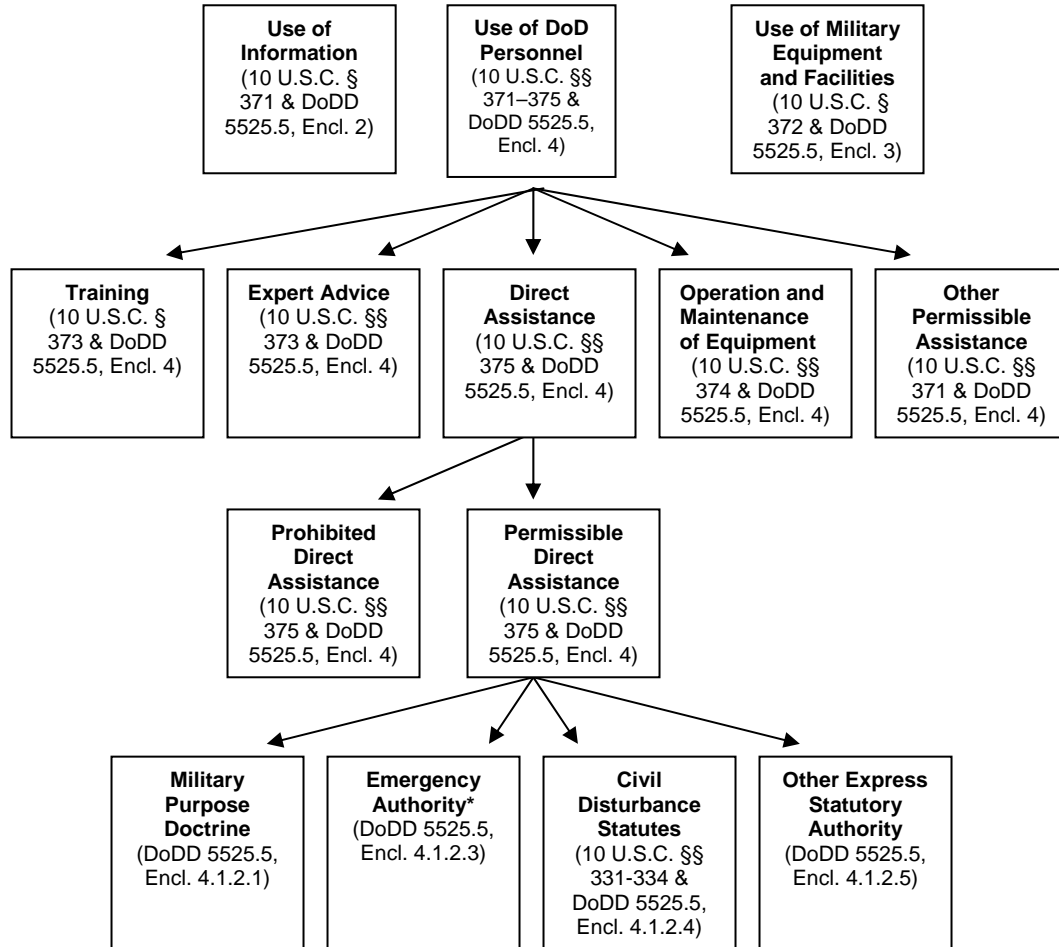 Use of
Information
(10 U.S.C. §
371 & DoDD
5525.5, Encl. 2)
Use of DoD
Personnel
(10 U.S.C. §§
371–375 &
DoDD 5525.5,
Encl. 4)
Use of Military
Equipment
and Facilities
(10 U.S.C. §
372 & DoDD
5525.5, Encl. 3)
Training
(10 U.S.C. §
373 & DoDD
5525.5, Encl. 4)
Expert Advice
(10 U.S.C. §§
373 & DoDD
5525.5, Encl. 4)
Direct
Assistance
(10 U.S.C. §§
375 & DoDD
5525.5, Encl. 4)
Operation and
Maintenance
of Equipment
(10 U.S.C. §§
374 & DoDD
5525.5, Encl. 4)
Other
Permissible
Assistance
(10 U.S.C. §§
371 & DoDD
5525.5, Encl. 4)
Prohibited
Direct
Assistance
(10 U.S.C. §§
375 & DoDD
5525.5, Encl. 4)
Permissible
Direct
Assistance
(10 U.S.C. §§
375 & DoDD
5525.5, Encl. 4)
Military
Purpose
Doctrine
(DoDD 5525.5,
Encl. 4.1.2.1)
Emergency
Authority*
(DoDD 5525.5,
Encl. 4.1.2.3)
Civil
Disturbance
Statutes
(10 U.S.C. §§
331-334 &
DoDD 5525.5,
Encl. 4.1.2.4)
Other Express
Statutory
Authority
(DoDD 5525.5,
Encl. 4.1.2.5)